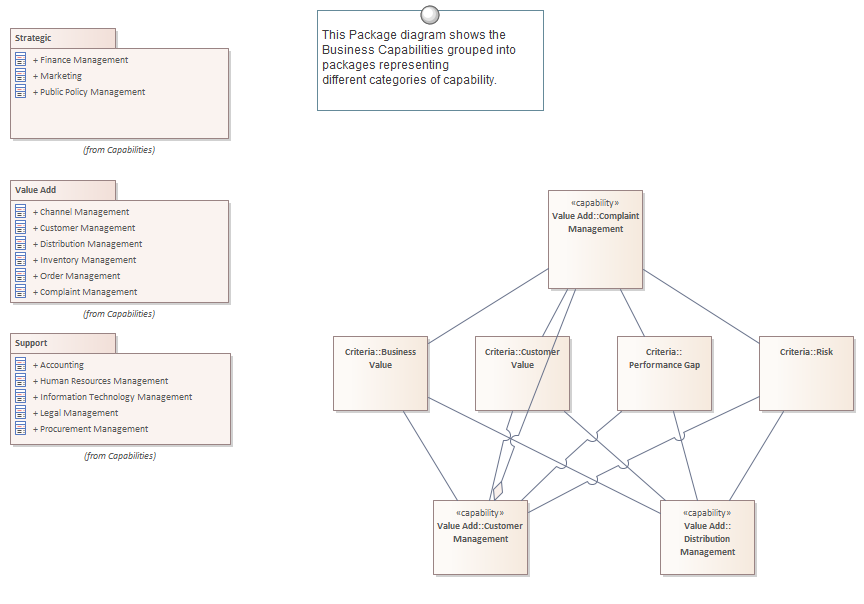 Strategic
+ Finance Management
+ Marketing
+ Public Policy Management
(from Capabilities)
This Package diagram shows the
Business Capabilities grouped into
packages representing
different categories of capability.
Value Add
+ Channel Management
+ Customer Management
+ Distribution Management
+ Inventory Management
+ Order Management
+ Complaint Management
(from Capabilities)
Support
+ Accounting
+ Human Resources Management
+ Information Technology Management
+ Legal Management
+ Procurement Management
(from Capabilities)
«capability»
Value Add::Complaint
Management
Criteria::Business
Value
Criteria::Customer
Value
Criteria::
Performance Gap
Criteria::Risk
«capability»
Value Add::Customer
Management
«capability»
Value Add::
Distribution
Management